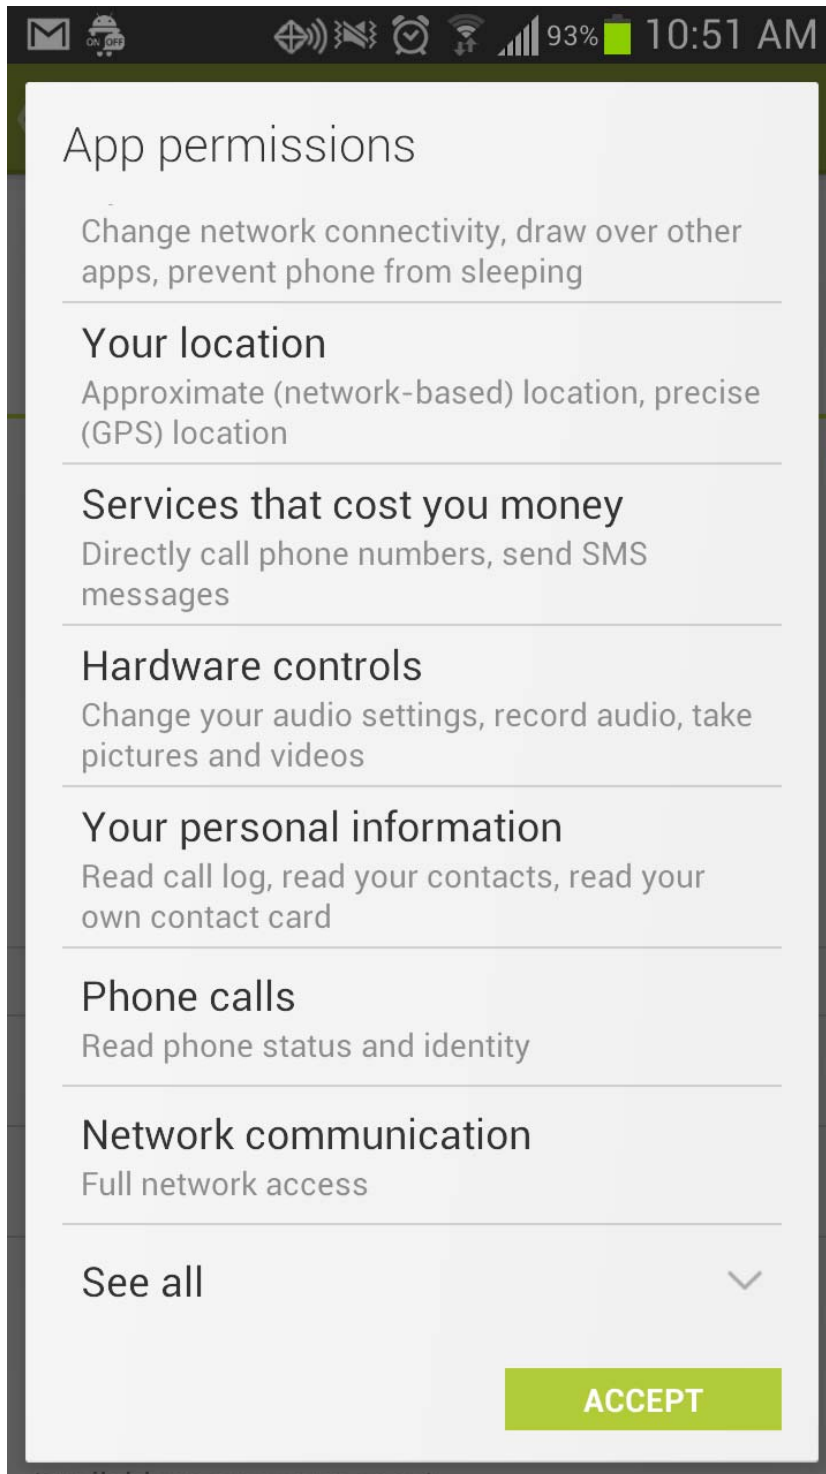 ON OFF
93% 10:51 AM
App permissions
Change network connectivity, draw over other
apps, prevent phone from sleeping
Your location
Approximate (network-based) location, precise
(GPS) location
Services that cost you money
Directly call phone numbers, send SMS
messages
Hardware controls
Change your audio settings, record audio, take
pictures and videos
Your personal information
Read call log, read your contacts, read your
own contact card
Phone calls
Read phone status and identity
Network communication
Full network access
See all
ACCEPT